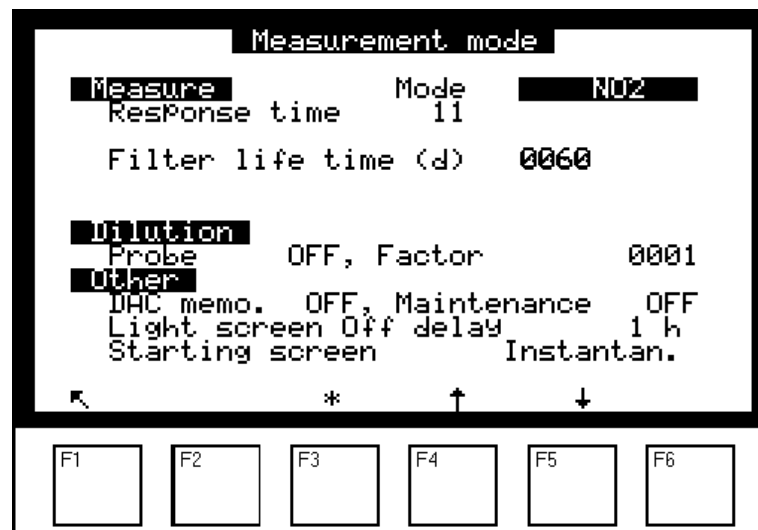 Measurement mode
Measure Mode NO2
Response time 11
Filter life time (d) 0060
Dilution
Probe OFF, Factor 0001
Other
DAC memo. OFF, Maintenance OFF
Light screen Off delay 1 h
Starting screen Instantan.
↖ * ↑ ↓
F1 F2 F3 F4 F5 F6